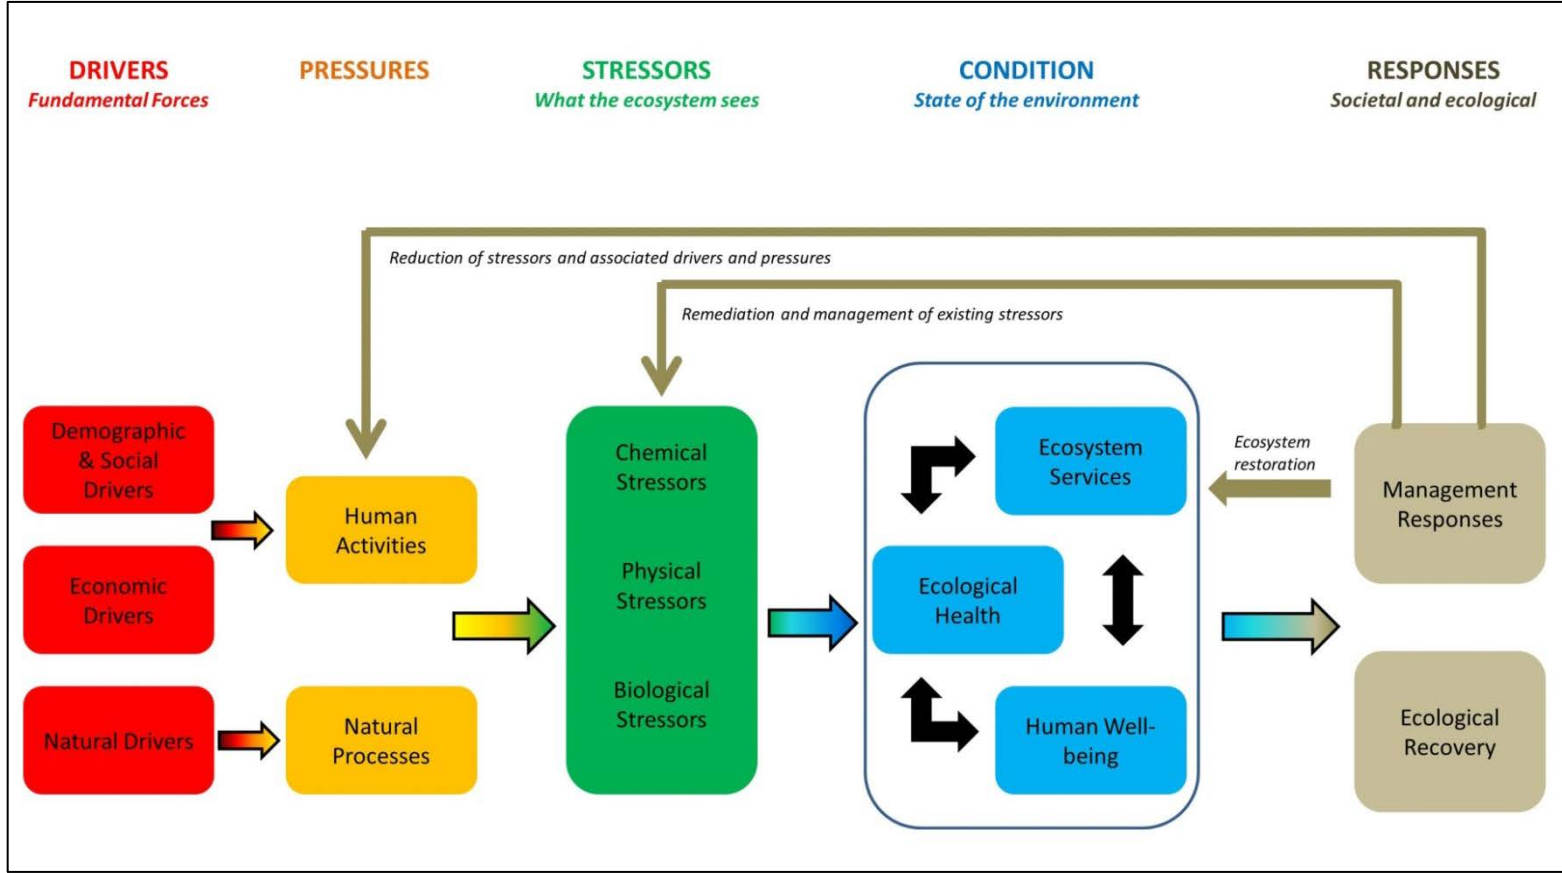 DRIVERS
Fundamental Forces
PRESSURES
STRESSORS
What the ecosystem sees
CONDITION
State of the environment
RESPONSES
Societal and ecological
Reduction of stressors and associated drivers and pressures
Remediation and management of existing stressors
Demographic
& Social
Drivers
Economic
Drivers
Natural Drivers
Human
Activities
Natural
Processes
Chemical
Stressors
Physical
Stressors
Biological
Stressors
Ecosystem
Services
Ecological
Health
Human Well-
being
Ecosystem
restoration
Management
Responses
Ecological
Recovery